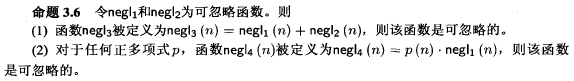 命题 3.6 令negl₁和negl₂为可忽略函数。则
(1) 函数negl₃被定义为negl₃ (n) = negl₁ (n) + negl₂ (n)，则该函数是可忽略的。
(2) 对于任何正多项式p，函数negl₄ (n)被定义为negl₄ (n) = p (n) · negl₁ (n)，则该函数
是可忽略的。